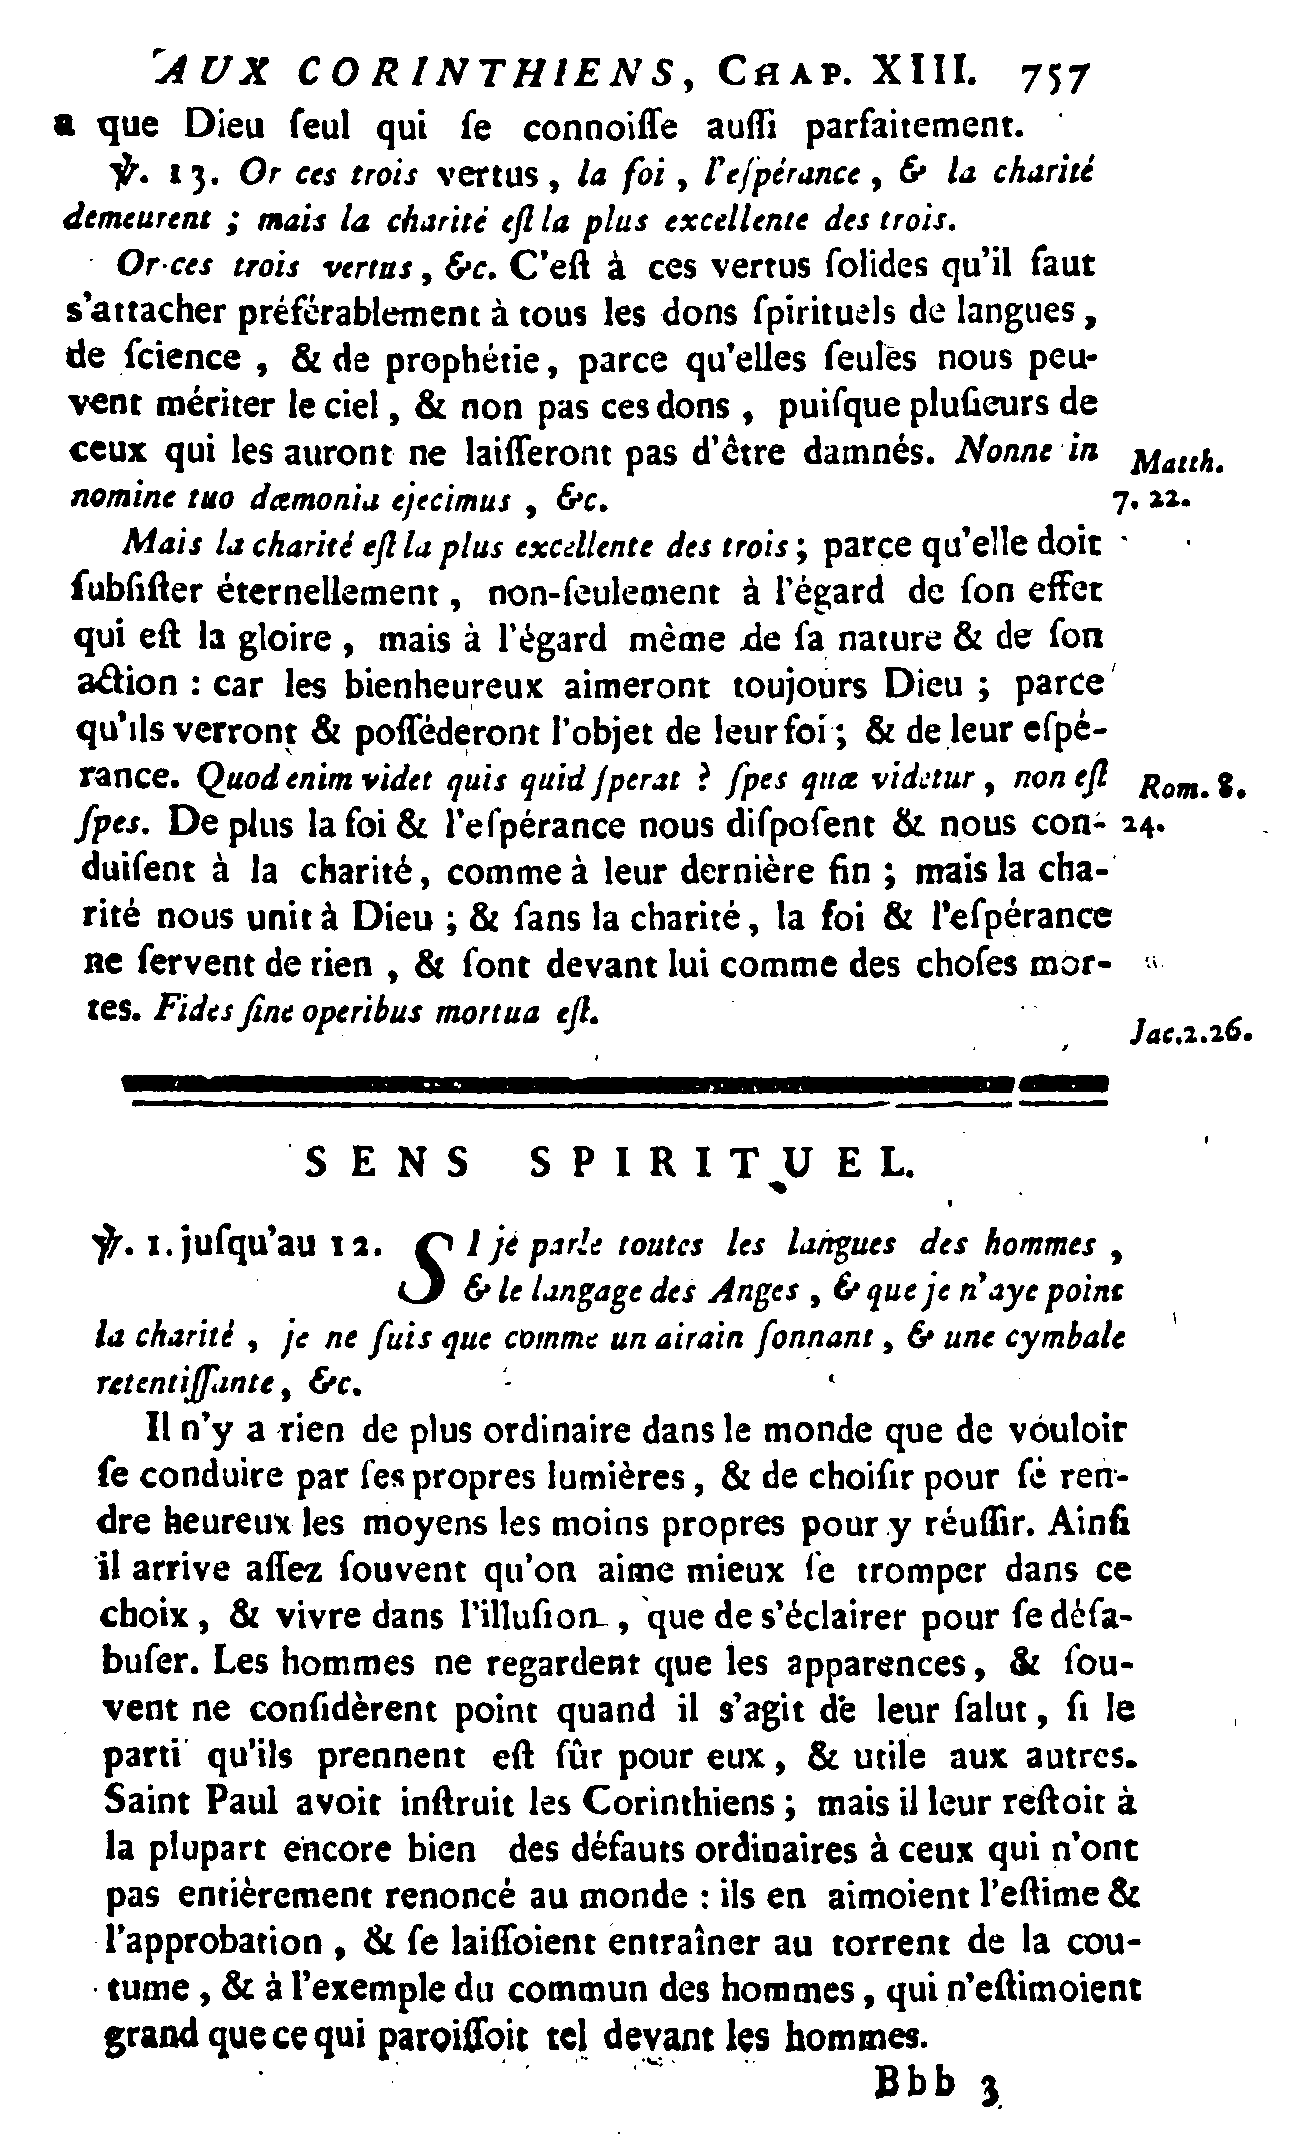 AUX CORINTHIENS, CHAP. XIII. 757
a que Dieu ſeul qui ſe connoiſſe auſſi parfaitement.
℣. 13. Or ces trois vertus, la foi, l'eſpérance, & la charité
demeurent ; mais la charité eſt la plus excellente des trois.
Or ces trois vertus, &c. C'eſt à ces vertus ſolides qu'il faut
s'attacher préférablement à tous les dons ſpirituels de langues,
de ſcience, & de prophétie, parce qu'elles ſeules nous peu-
vent mériter le ciel, & non pas ces dons, puiſque pluſieurs de
ceux qui les auront ne laiſſeront pas d'être damnés. Nonne in
Matth.
nomine tuo dæmonia ejecimus, &c.
7. 22.
Mais la charité eſt la plus excellente des trois ; parce qu'elle doit
ſubſiſter éternellement, non-ſeulement à l'égard de ſon effet
qui eſt la gloire, mais à l'égard même de ſa nature & de ſon
action : car les bienheureux aimeront toujours Dieu ; parce
qu'ils verront & poſſéderont l'objet de leur foi ; & de leur eſpé-
rance. Quod enim videt quis quid ſperat ? ſpes quæ videtur, non eſt
Rom. 8.
ſpes. De plus la foi & l'eſpérance nous diſpoſent & nous con-
24.
duiſent à la charité, comme à leur dernière fin ; mais la cha-
rité nous unit à Dieu ; & ſans la charité, la foi & l'eſpérance
ne ſervent de rien, & ſont devant lui comme des choſes mor-
tes. Fides ſine operibus mortua eſt.
Jac.2.26.
SENS SPIRITUEL.
℣. 1. juſqu'au 12. SI je parle toutes les langues des hommes,
& le langage des Anges, & que je n'aye point
la charité, je ne ſuis que comme un airain ſonnant, & une cymbale
retentiſſante, &c.
Il n'y a rien de plus ordinaire dans le monde que de vouloir
ſe conduire par ſes propres lumières, & de choiſir pour ſe ren-
dre heureux les moyens les moins propres pour y réuſſir. Ainſi
il arrive aſſez ſouvent qu'on aime mieux ſe tromper dans ce
choix, & vivre dans l'illuſion, que de s'éclairer pour ſe déſa-
buſer. Les hommes ne regardent que les apparences, & ſou-
vent ne conſidèrent point quand il s'agit de leur ſalut, ſi le
parti qu'ils prennent eſt ſûr pour eux, & utile aux autres.
Saint Paul avoit inſtruit les Corinthiens ; mais il leur reſtoit à
la plupart encore bien des défauts ordinaires à ceux qui n'ont
pas entièrement renoncé au monde : ils en aimoient l'eſtime &
l'approbation, & ſe laiſſoient entraîner au torrent de la cou-
tume, & à l'exemple du commun des hommes, qui n'eſtimoient
grand que ce qui paroiſſoit tel devant les hommes.
Bbb 3